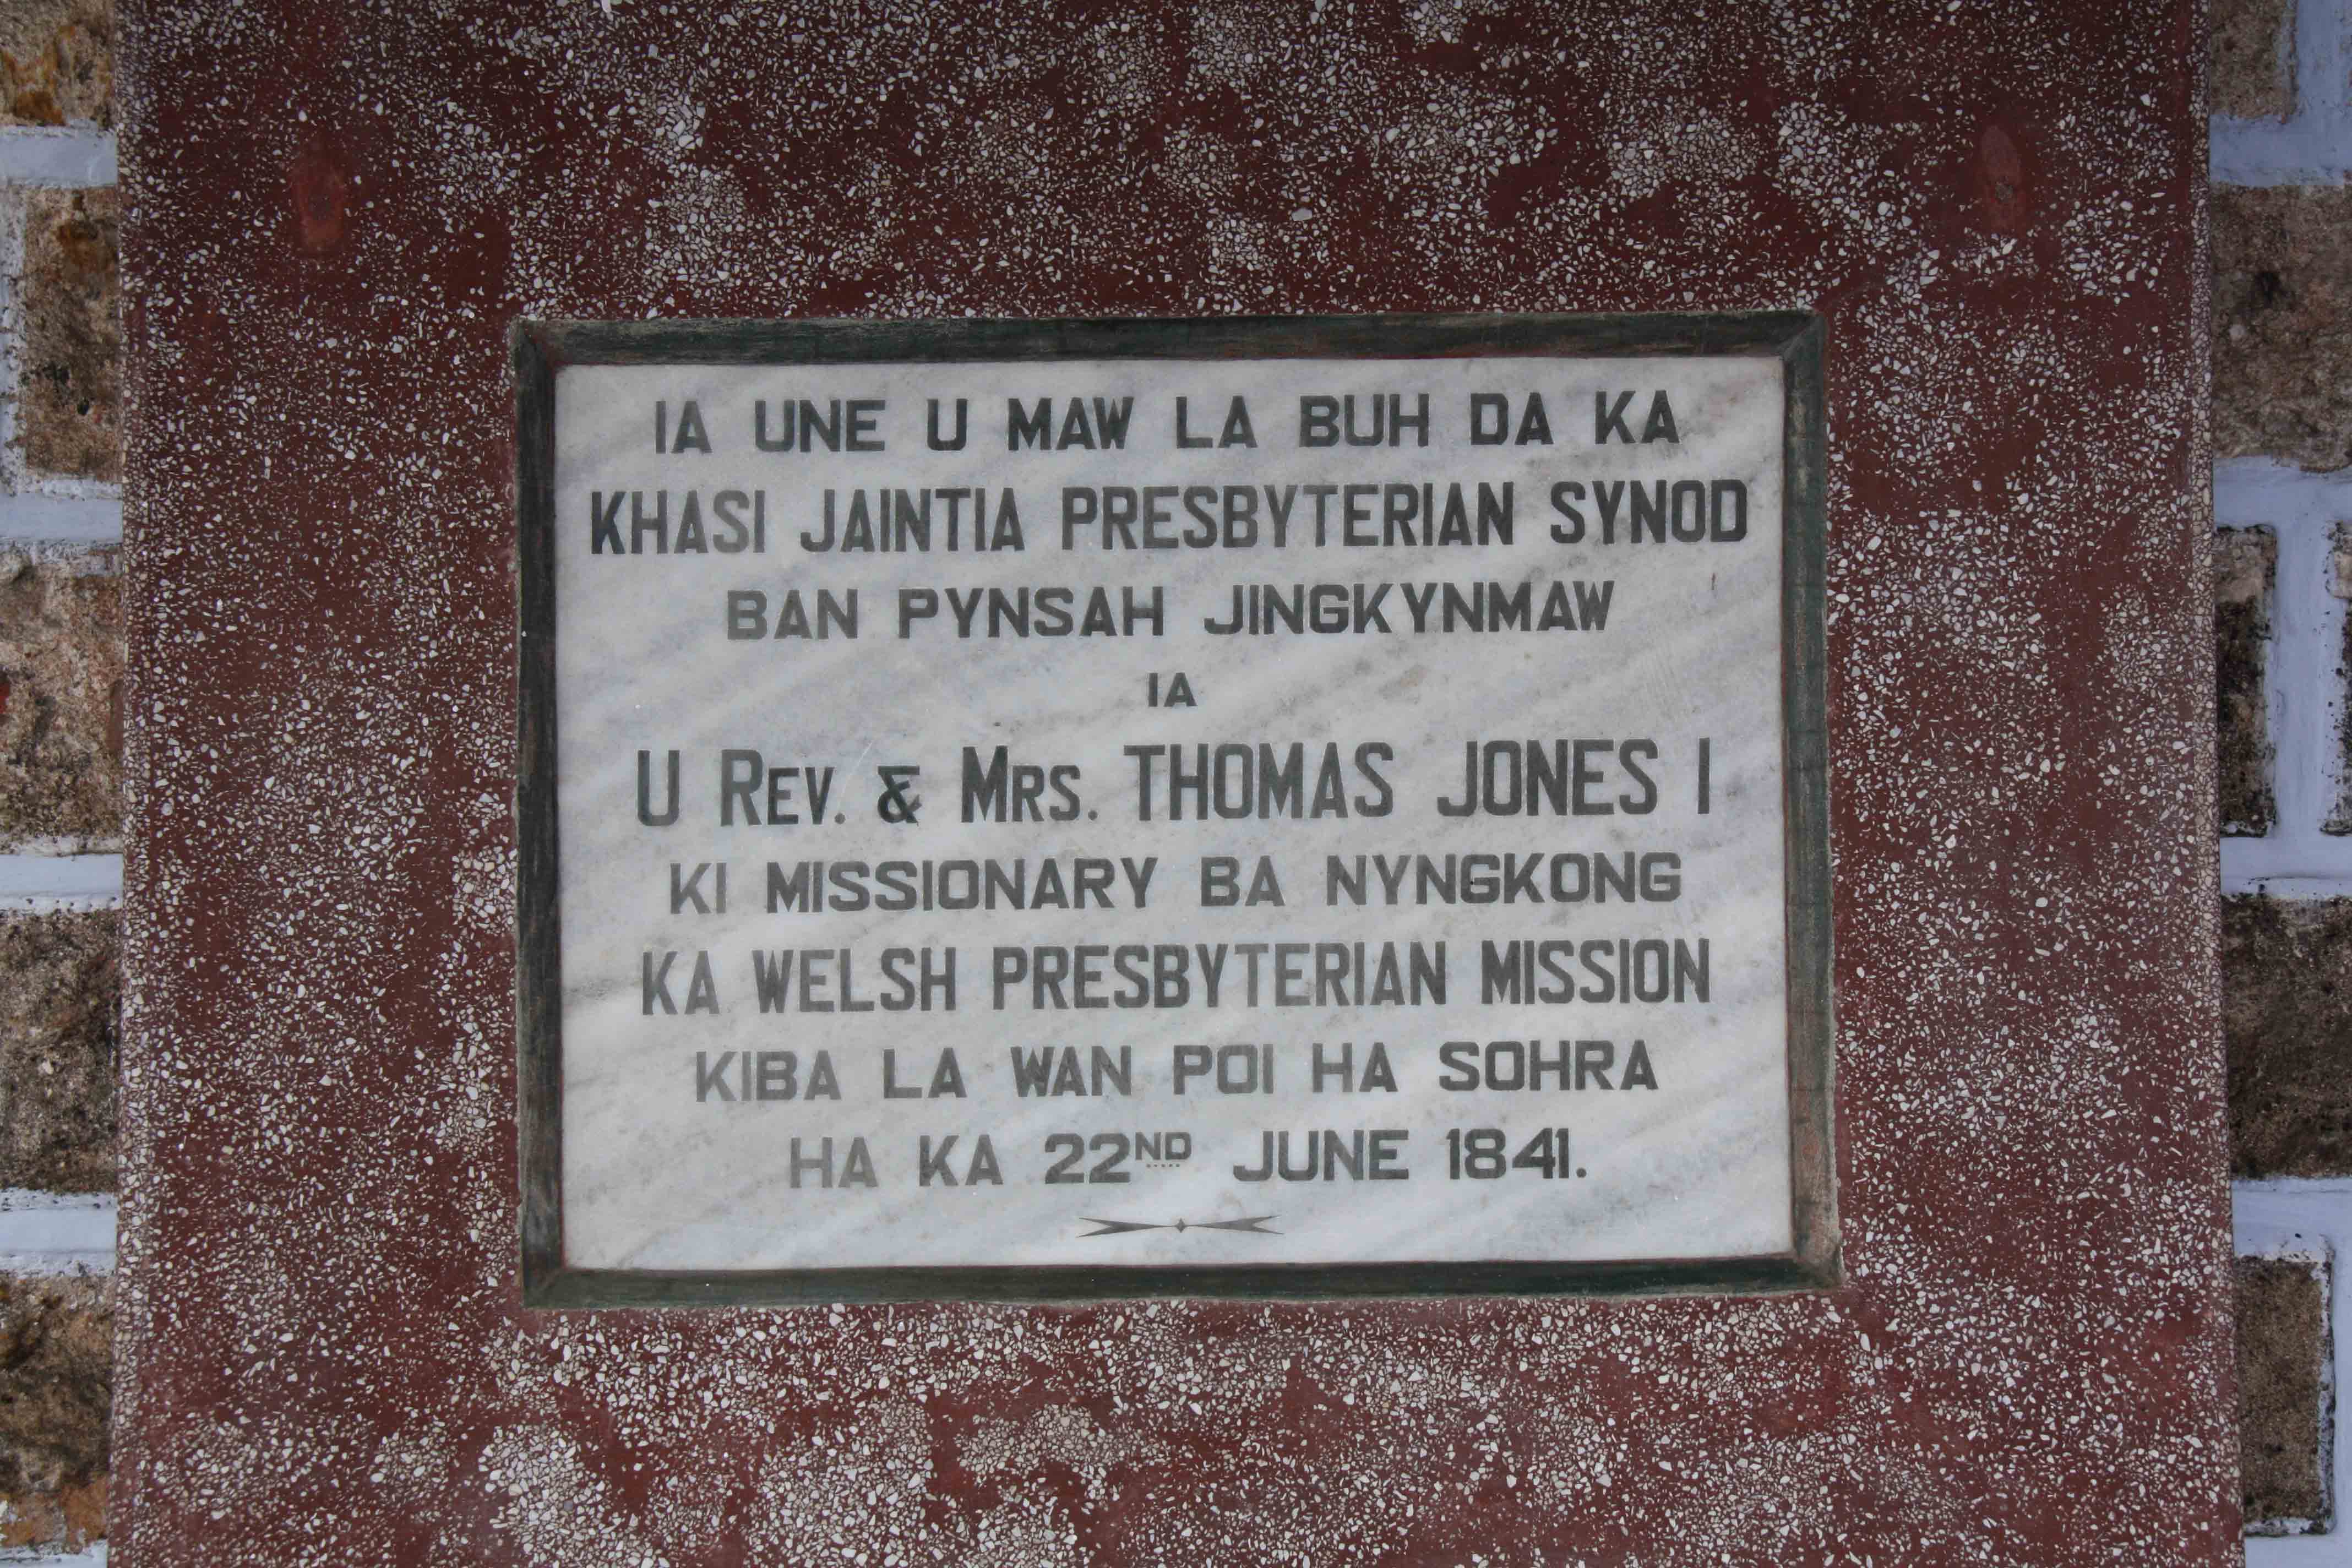 IA UNE U MAW LA BUH DA KA
KHASI JAINTIA PRESBYTERIAN SYNOD
BAN PYNSAH JINGKYNMAW
IA
U REV. & MRS. THOMAS JONES I
KI MISSIONARY BA NYNGKONG
KA WELSH PRESBYTERIAN MISSION
KIBA LA WAN POI HA SOHRA
HA KA 22ND JUNE 1841.